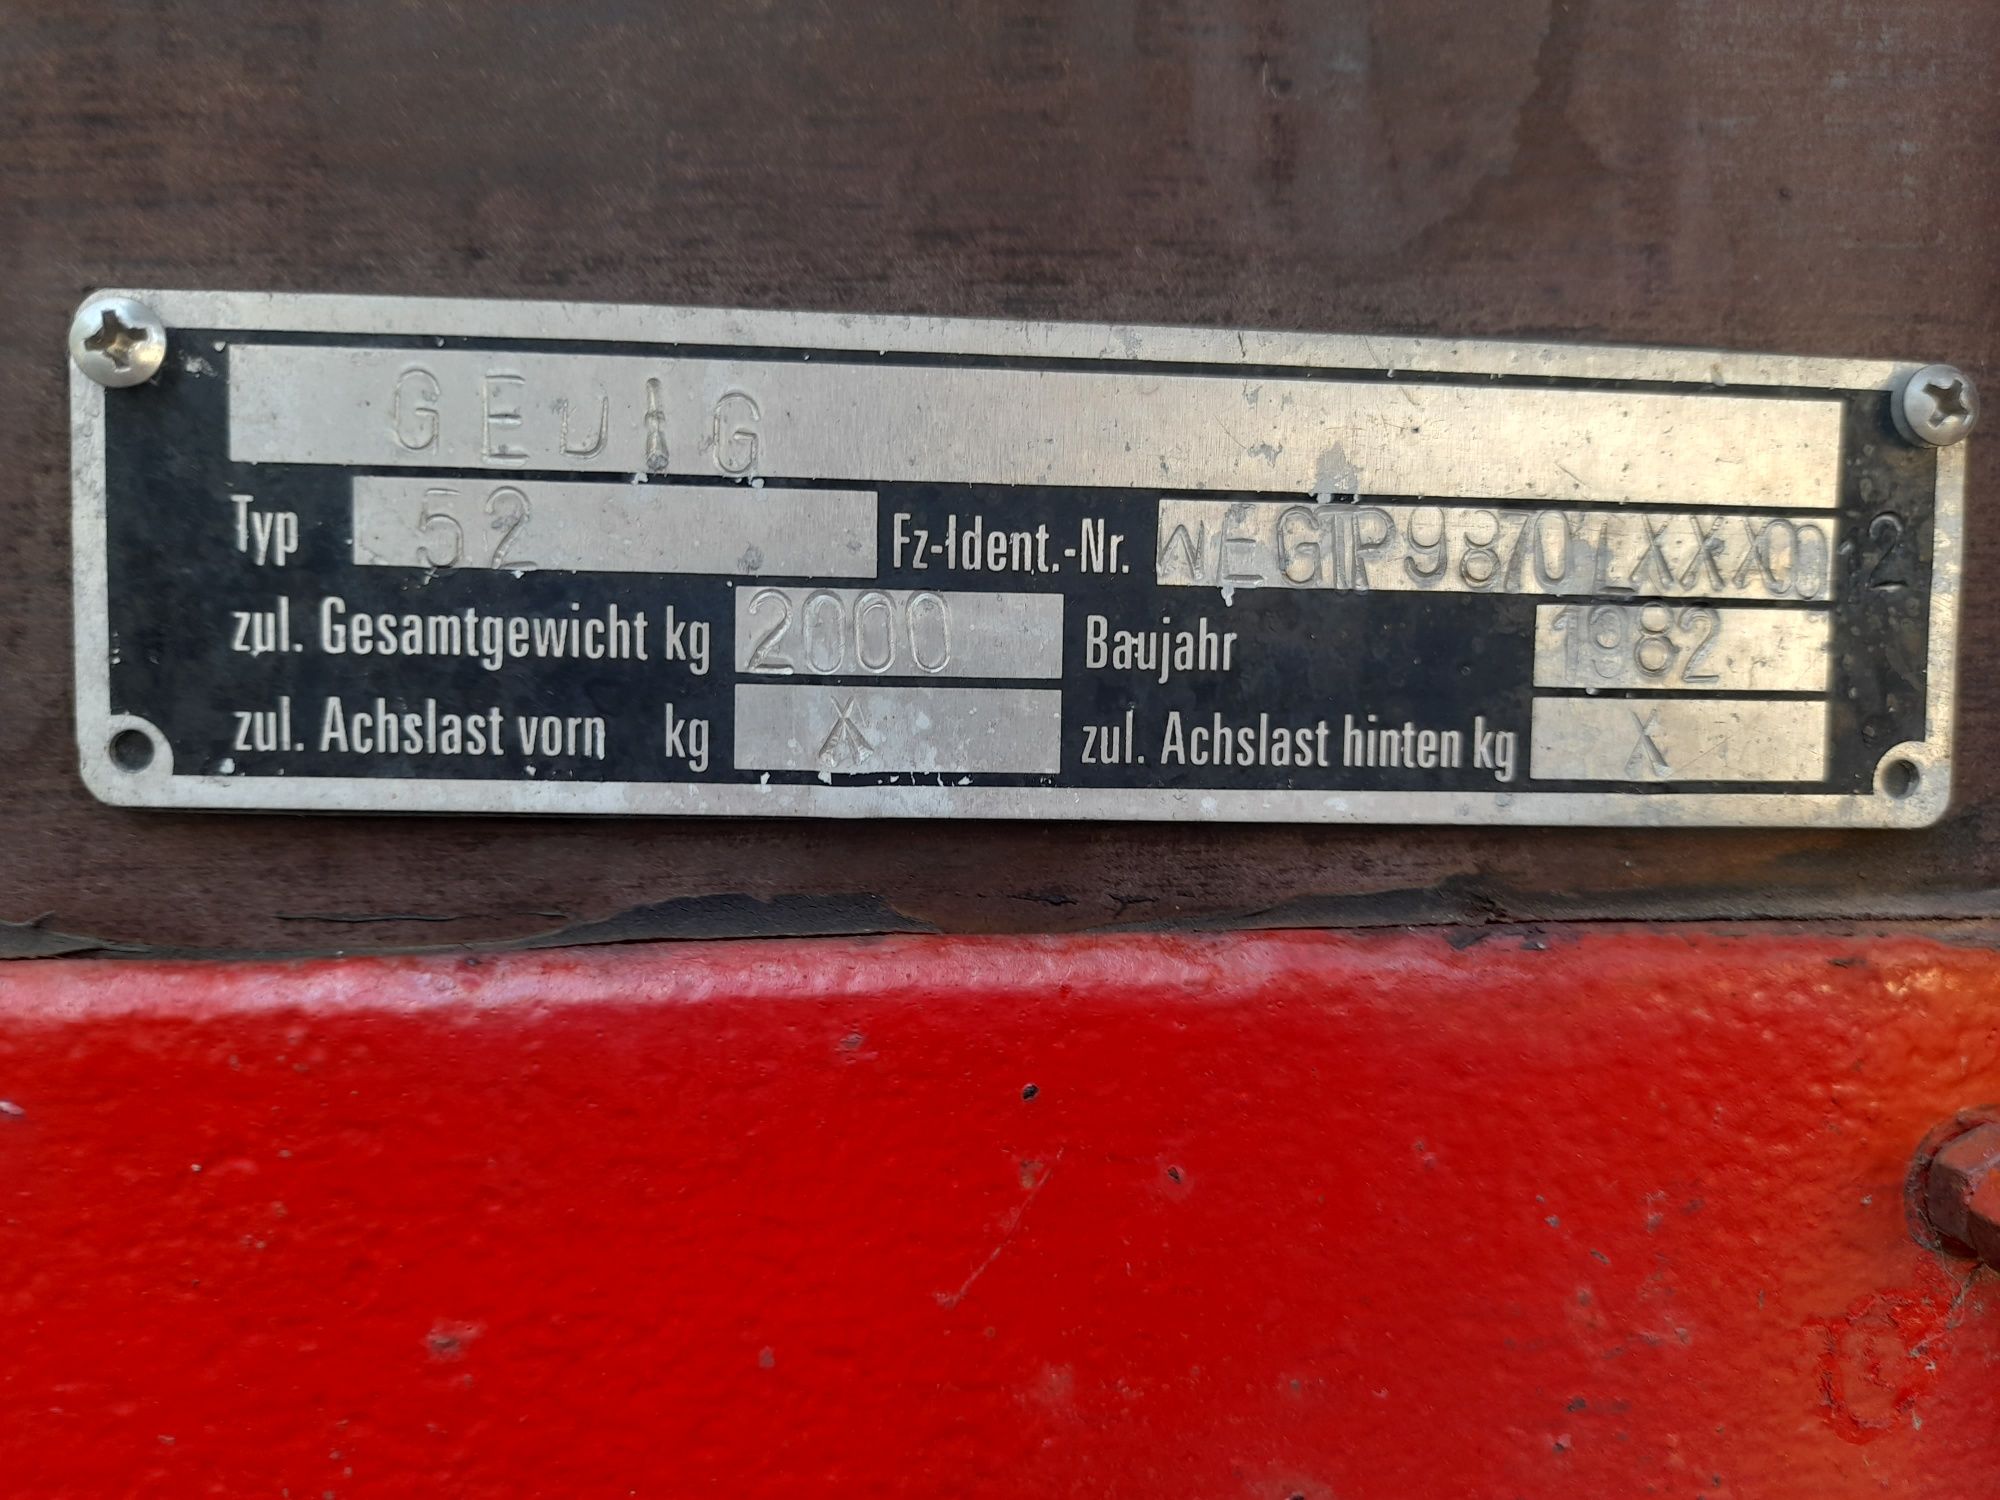 GEDIG
Typ 52 Fz-Ident.-Nr. WEG1TP9870LXXX002
zul. Gesamtgewicht kg 2000 Baujahr 1982
zul. Achslast vorn kg X zul. Achslast hinten kg X